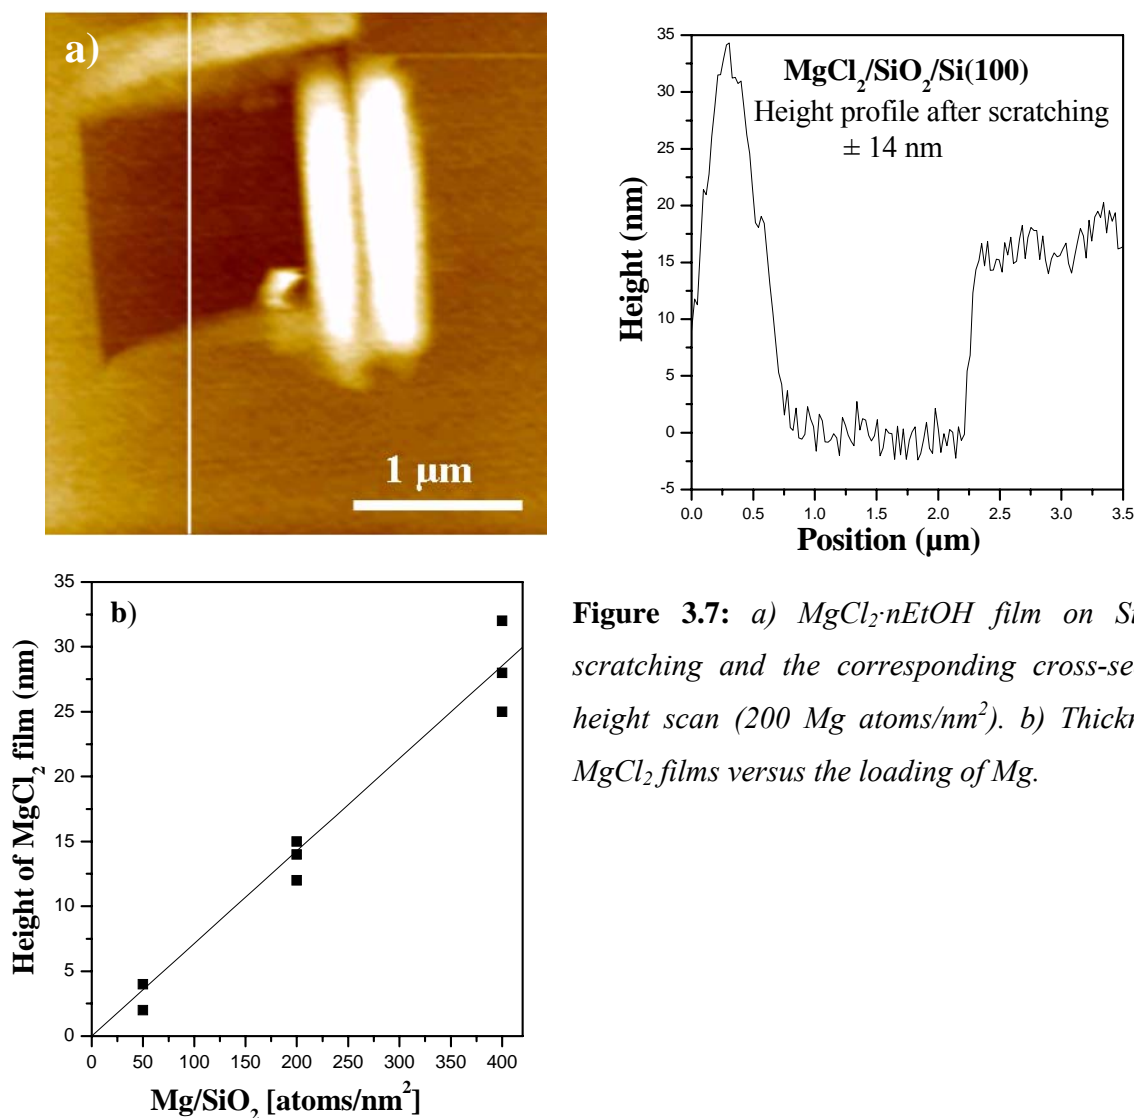 a)
1 µm
MgCl₂/SiO₂/Si(100)
Height profile after scratching
± 14 nm
Height (nm)
35
30
25
20
15
10
5
0
-5
0.0 0.5 1.0 1.5 2.0 2.5 3.0 3.5
Position (µm)
b)
Height of MgCl₂ film (nm)
35
30
25
20
15
10
5
0
0 50 100 150 200 250 300 350 400
Mg/SiO₂ [atoms/nm²]
Figure 3.7: a) MgCl₂·nEtOH film on
scratching and the corresponding
height scan (200 Mg atoms/nm²). b)
MgCl₂ films versus the loading of Mg.